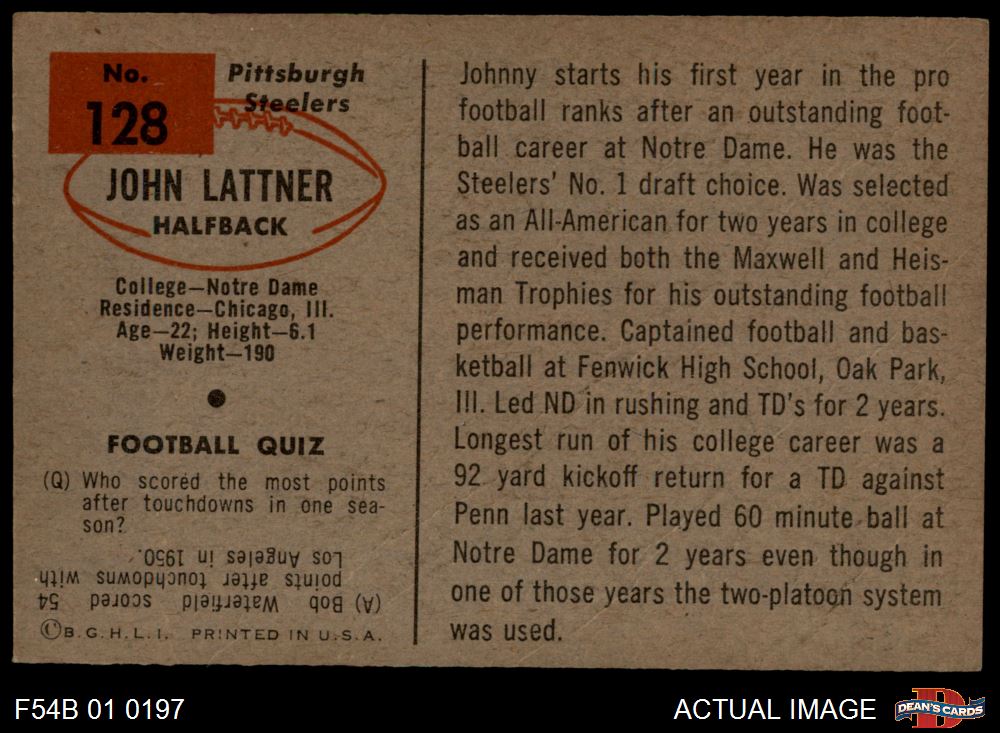 No.
128
Pittsburgh
Steelers
JOHN LATTNER
HALFBACK
College—Notre Dame
Residence—Chicago, Ill.
Age—22; Height—6.1
Weight—190
FOOTBALL QUIZ
(Q) Who scored the most points
after touchdowns in one sea-
son?
(A) Bob Waterfield scored 54
points after touchdowns with
Los Angeles in 1950.
©B.G.H.L.I. PRINTED IN U.S.A.
Johnny starts his first year in the pro
football ranks after an outstanding foot-
ball career at Notre Dame. He was the
Steelers' No. 1 draft choice. Was selected
as an All-American for two years in college
and received both the Maxwell and Heis-
man Trophies for his outstanding football
performance. Captained football and bas-
ketball at Fenwick High School, Oak Park,
Ill. Led ND in rushing and TD's for 2 years.
Longest run of his college career was a
92 yard kickoff return for a TD against
Penn last year. Played 60 minute ball at
Notre Dame for 2 years even though in
one of those years the two-platoon system
was used.
F54B 01 0197
ACTUAL IMAGE
DEAN'S CARDS